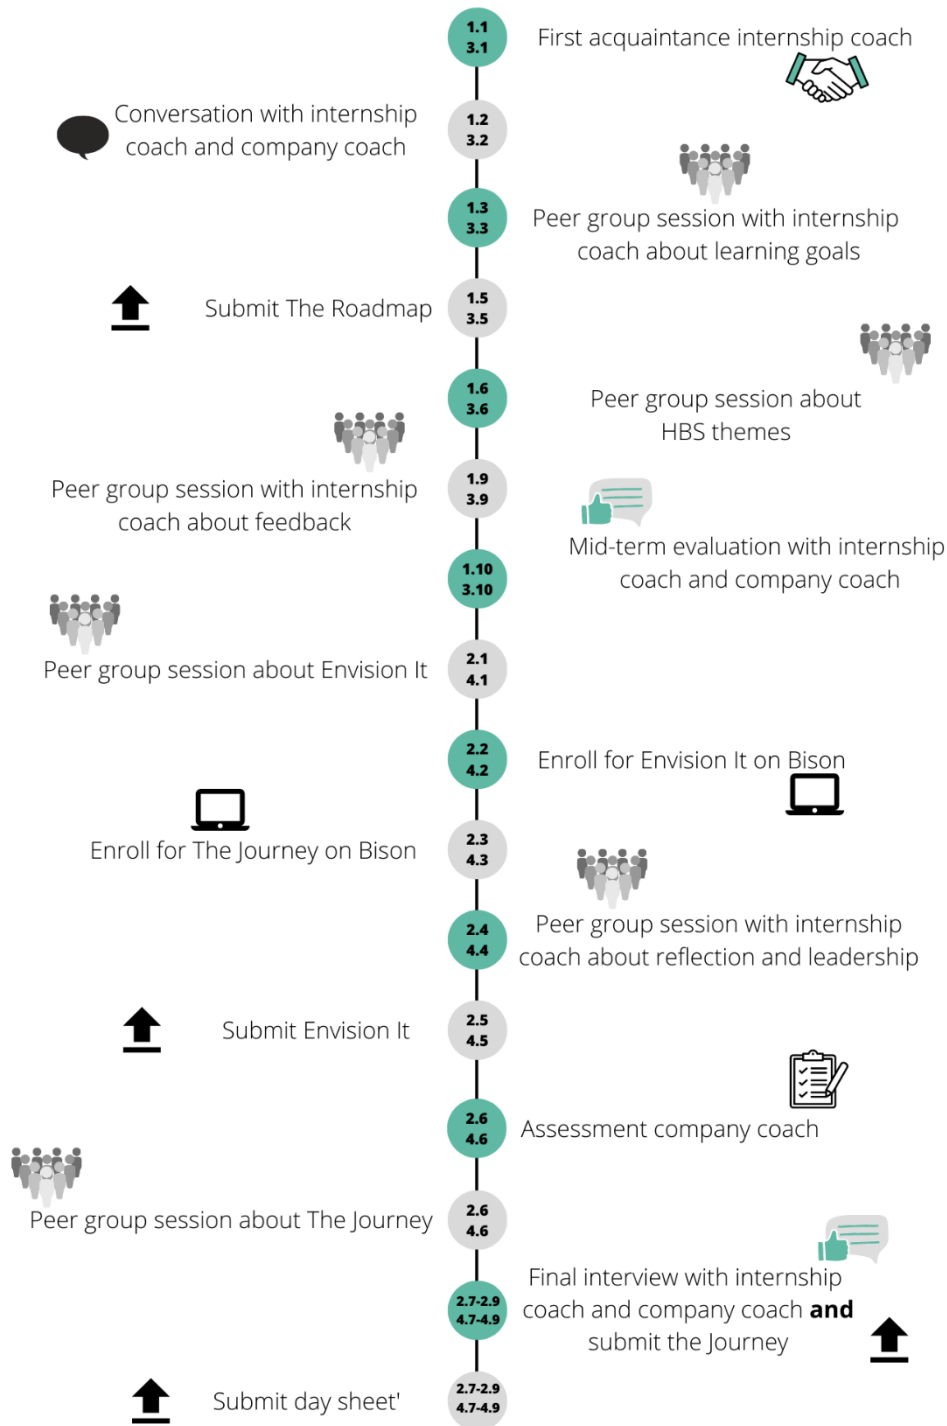 1.1
3.1
First acquaintance internship coach
Conversation with internship
coach and company coach
1.2
3.2
1.3
3.3
Peer group session with internship
coach about learning goals
Submit The Roadmap
1.5
3.5
1.6
3.6
Peer group session about
HBS themes
Peer group session with internship
coach about feedback
1.9
3.9
Mid-term evaluation with internship
coach and company coach
1.10
3.10
Peer group session about Envision It
2.1
4.1
2.2
4.2
Enroll for Envision It on Bison
Enroll for The Journey on Bison
2.3
4.3
2.4
4.4
Peer group session with internship
coach about reflection and leadership
Submit Envision It
2.5
4.5
2.6
4.6
Assessment company coach
Peer group session about The Journey
2.6
4.6
2.7-2.9
4.7-4.9
Final interview with internship
coach and company coach and
submit the Journey
Submit day sheet'
2.7-2.9
4.7-4.9